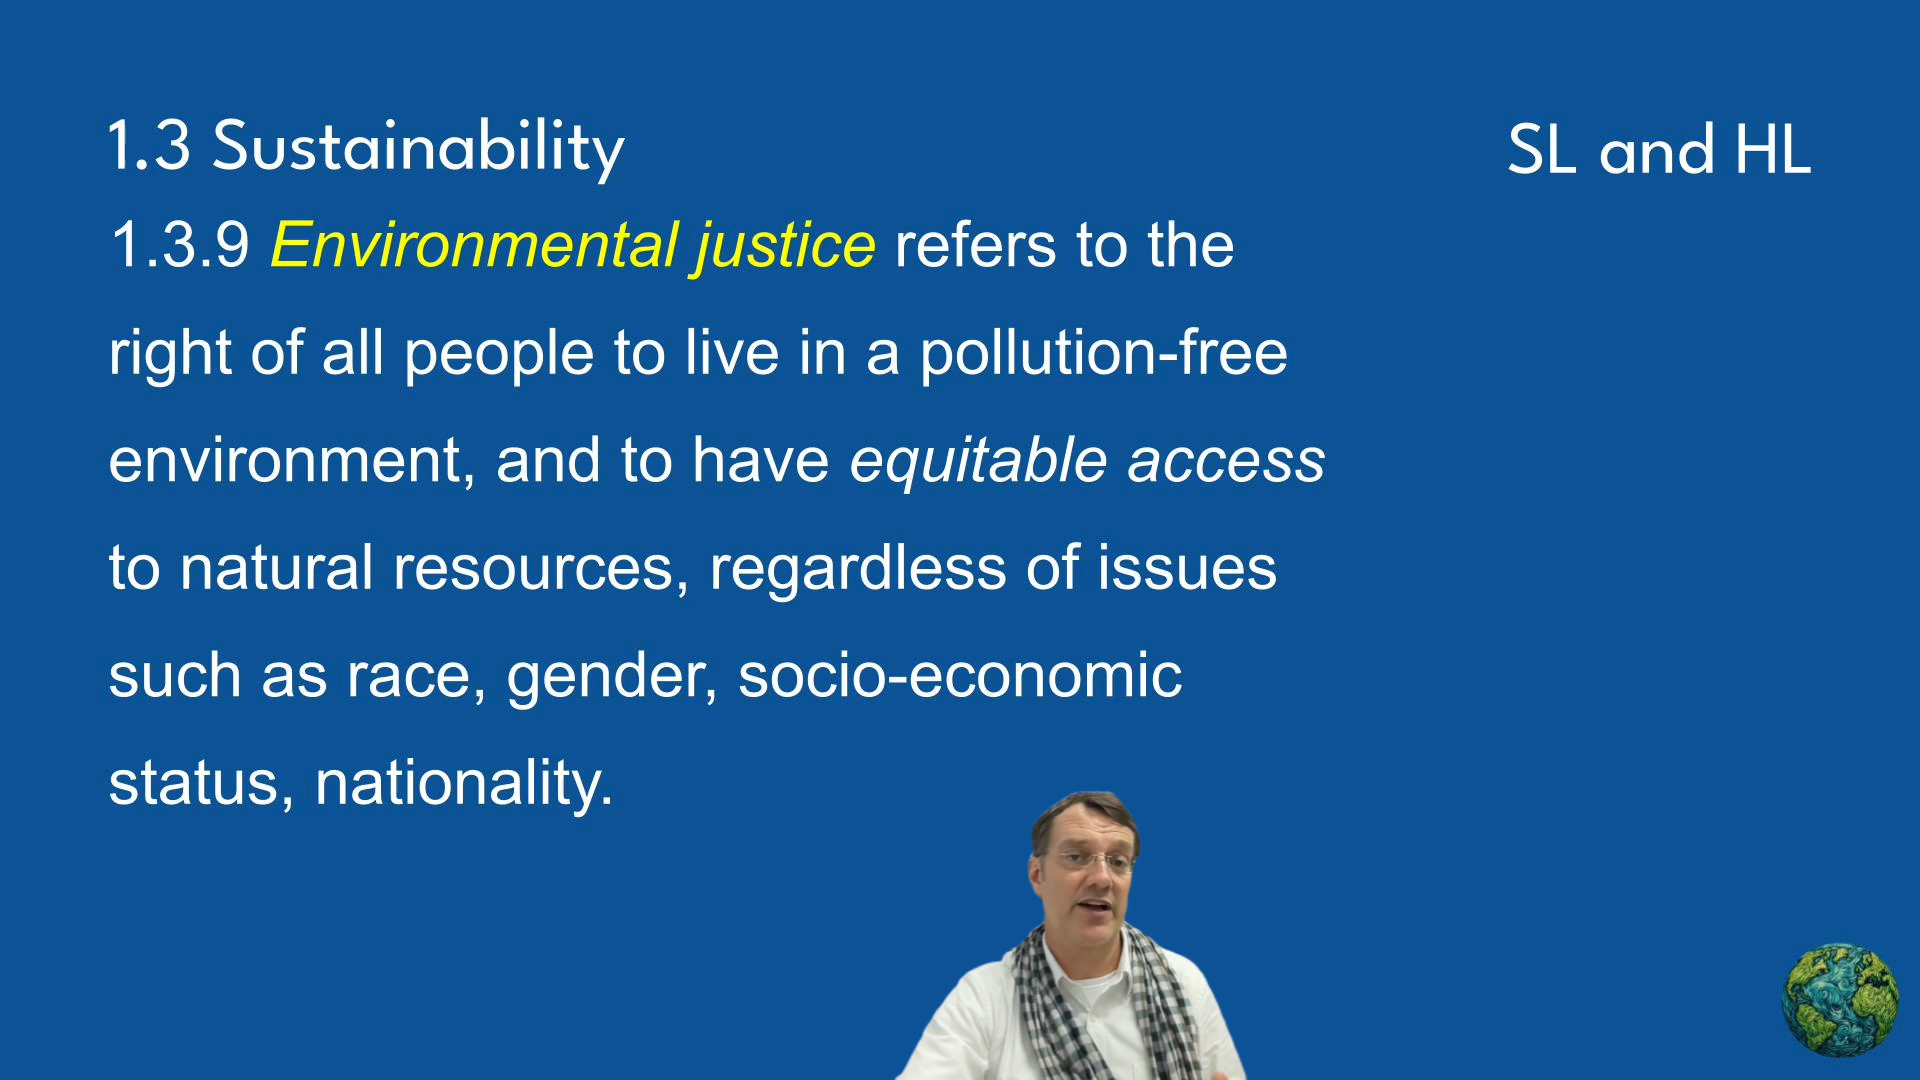 1.3 Sustainability
SL and HL
1.3.9 Environmental justice refers to the
right of all people to live in a pollution-free
environment, and to have equitable access
to natural resources, regardless of issues
such as race, gender, socio-economic
status, nationality.